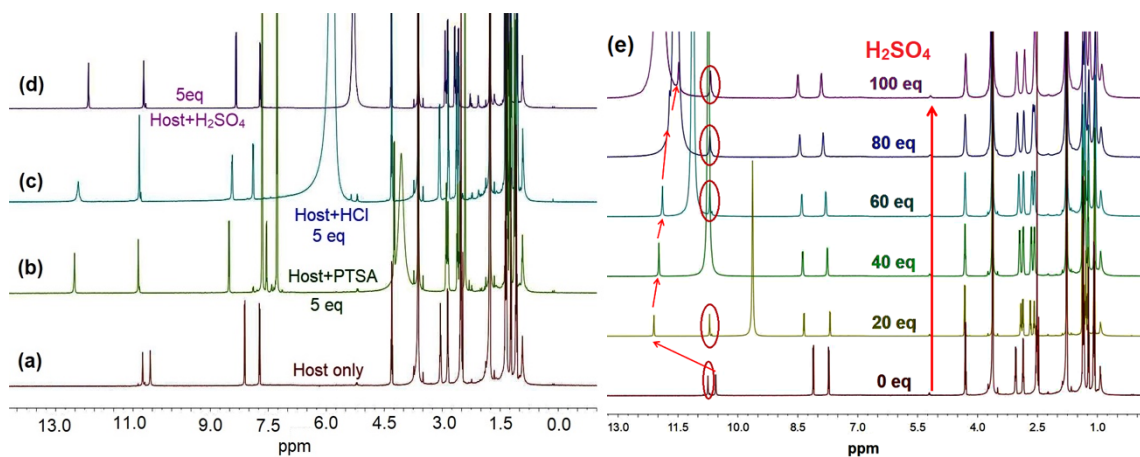 (d)
5eq
Host+H₂SO₄
(c)
Host+HCl
5 eq
(b)
Host+PTSA
5 eq
(a)
Host only
13.0 10.5 9.0 7.5 6.0 4.5 3.0 1.5 0.0
ppm
(e)
H₂SO₄
100 eq
80 eq
60 eq
40 eq
20 eq
0 eq
13.0 11.5 10.0 8.5 7.0 5.5 4.0 2.5 1.0
ppm